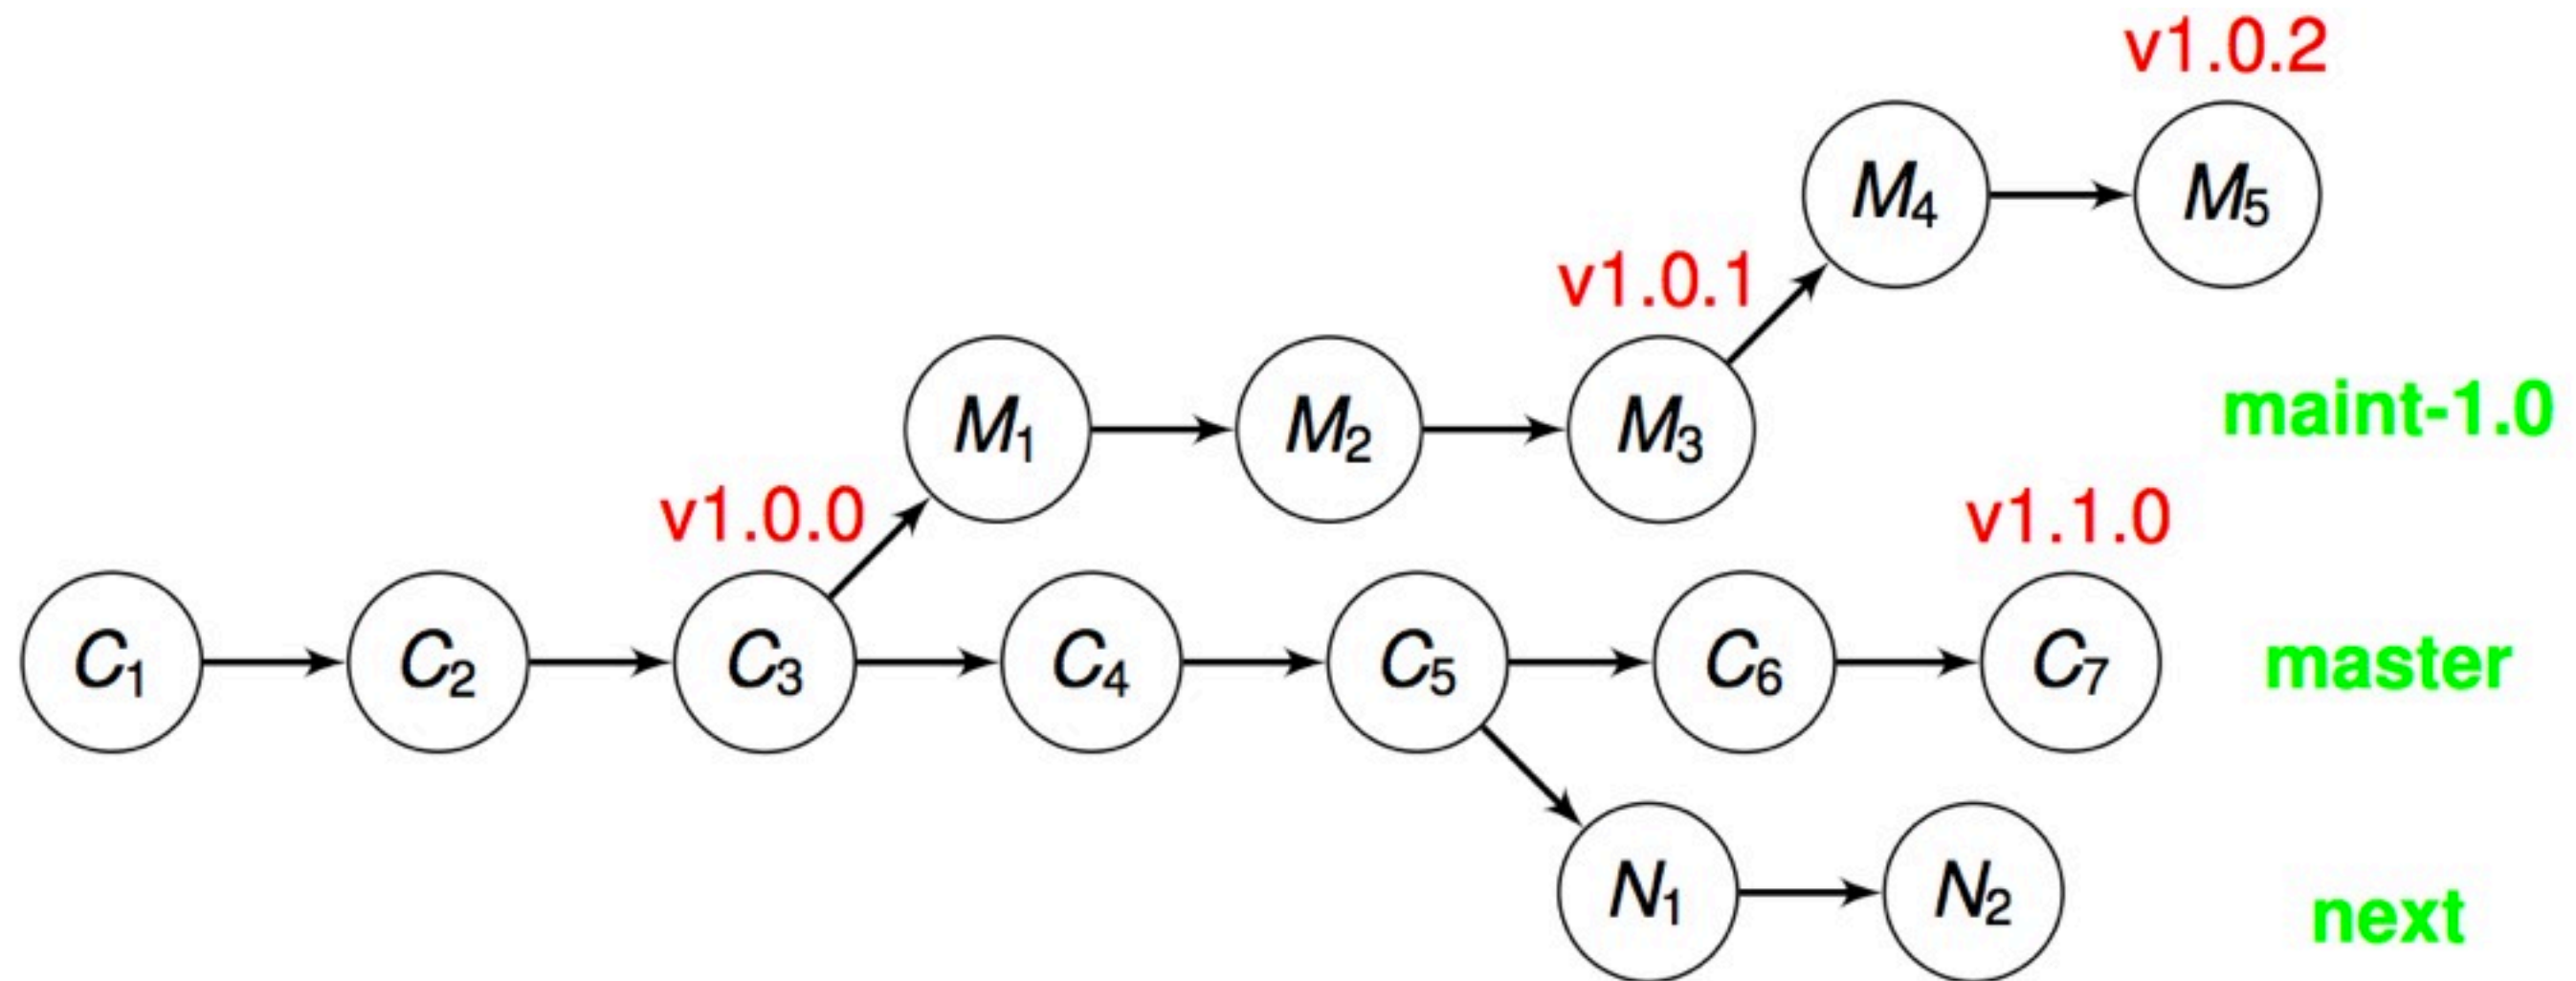 v1.0.2
M4 M5
v1.0.1
M1 M2 M3
maint-1.0
v1.0.0
v1.1.0
C1 C2 C3 C4 C5 C6 C7
master
N1 N2
next